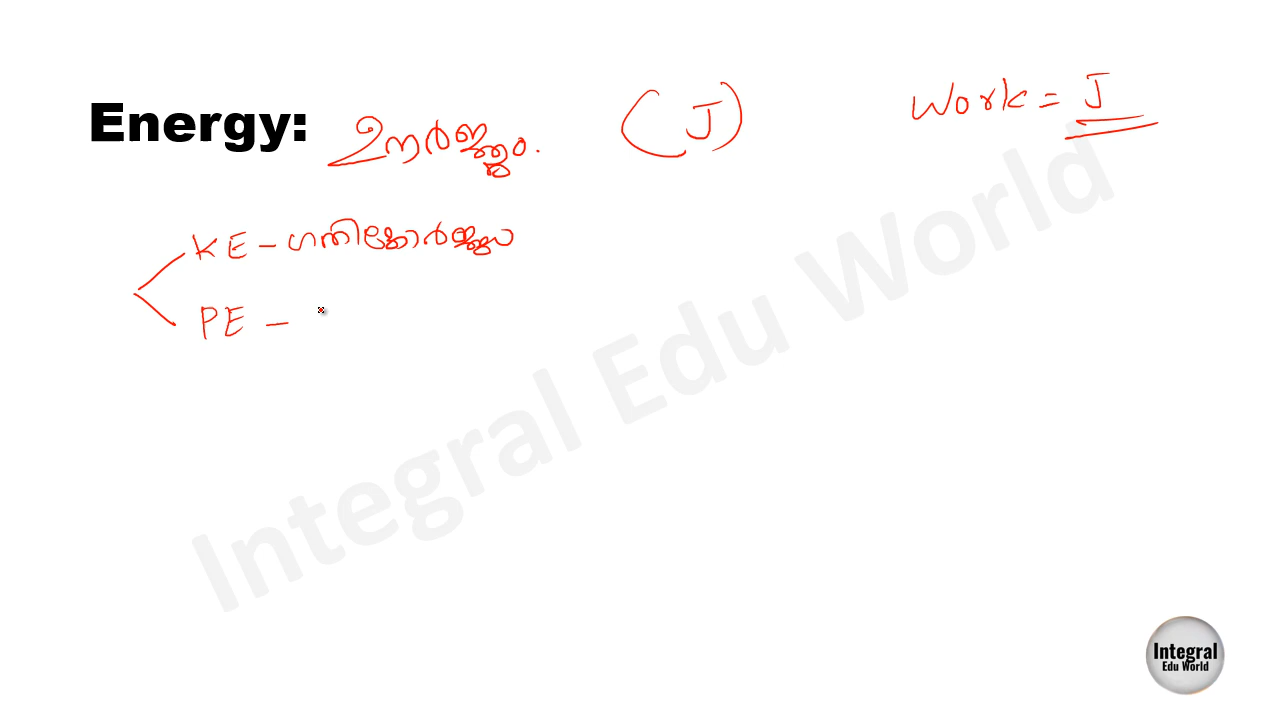 Energy: ഊർജ്ജം. (J) Work = J
KE - ഗതികോർജ്ജം
PE -
Integral Edu World
Integral
Edu World